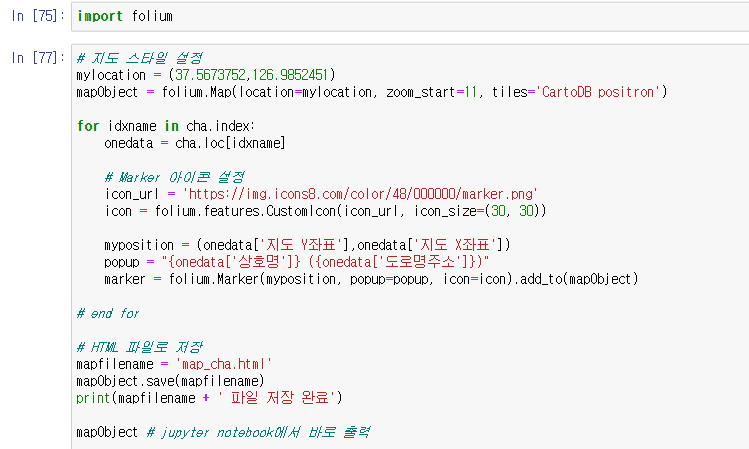 In [75]: import folium
In [77]: # 지도 스타일 설정
mylocation = (37.5673752,126.9852451)
mapObject = folium.Map(location=mylocation, zoom_start=11, tiles='CartoDB positron')
for idxname in cha.index:
onedata = cha.loc[idxname]
# Marker 아이콘 설정
icon_url = 'https://img.icons8.com/color/48/000000/marker.png'
icon = folium.features.CustomIcon(icon_url, icon_size=(30, 30))
myposition = (onedata['지도 Y좌표'],onedata['지도 X좌표'])
popup = "{onedata['상호명']} ({onedata['도로명주소']})"
marker = folium.Marker(myposition, popup=popup, icon=icon).add_to(mapObject)
# end for
# HTML 파일로 저장
mapfilename = 'map_cha.html'
mapObject.save(mapfilename)
print(mapfilename + ' 파일 저장 완료')
mapObject # jupyter notebook에서 바로 출력